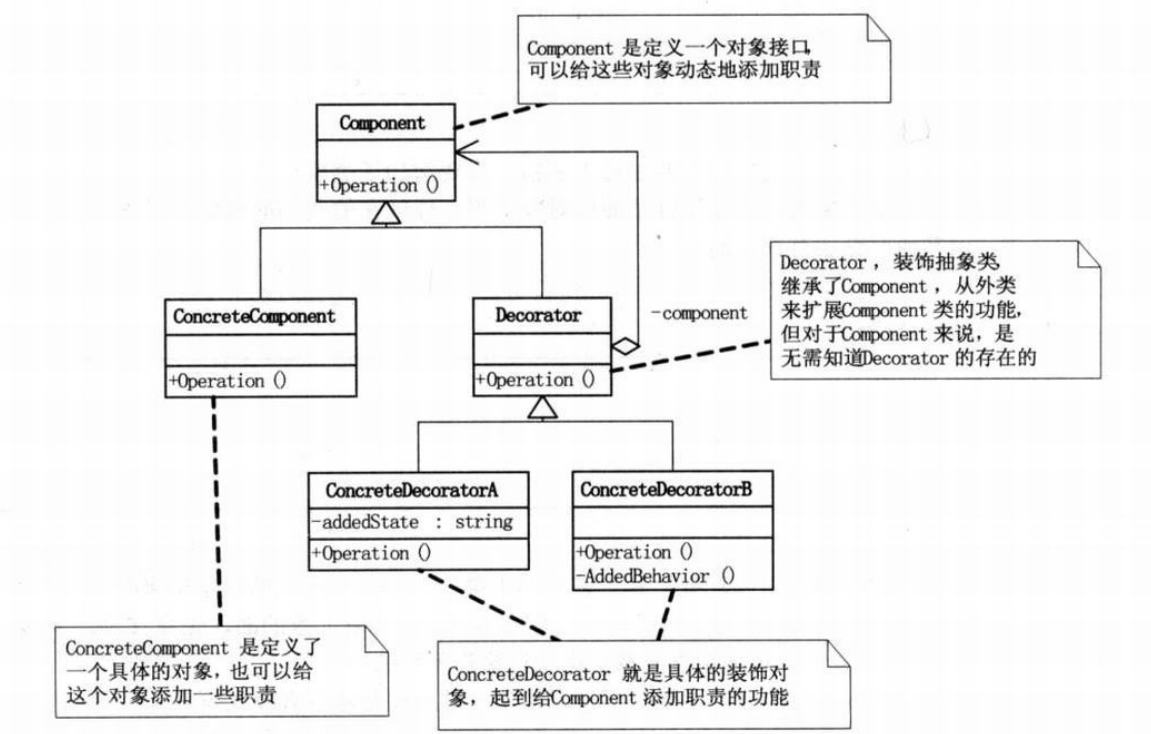 Component 是定义一个对象接口,
可以给这些对象动态地添加职责
Component
+Operation ()
Decorator , 装饰抽象类,
继承了Component , 从外类
来扩展Component 类的功能,
但对于Component 来说, 是
无需知道Decorator 的存在的
ConcreteComponent
+Operation ()
Decorator
+Operation ()
-component
ConcreteDecoratorA
-addedState : string
+Operation ()
ConcreteDecoratorB
+Operation ()
-AddedBehavior ()
ConcreteComponent 是定义了
一个具体的对象, 也可以给
这个对象添加一些职责
ConcreteDecorator 就是具体的装饰对
象, 起到给Component 添加职责的功能